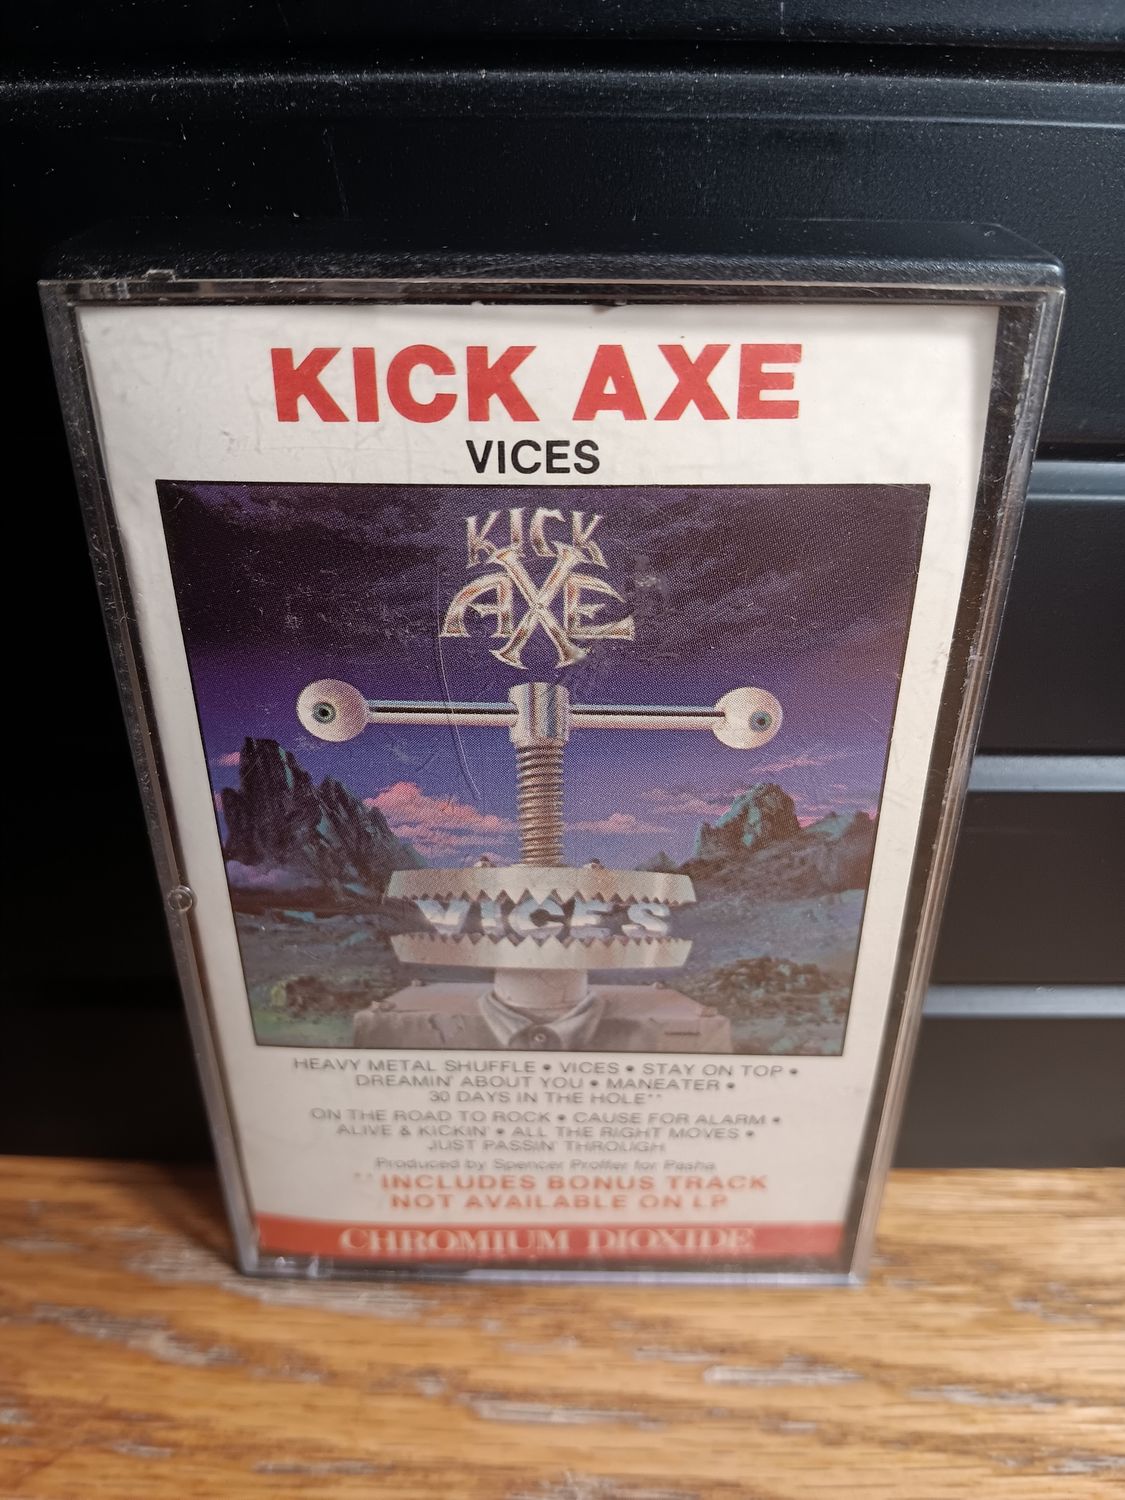 KICK AXE
VICES
KICK
AXE
VICES
HEAVY METAL SHUFFLE • VICES • STAY ON TOP •
DREAMIN' ABOUT YOU • MANEATER •
30 DAYS IN THE HOLE**
ON THE ROAD TO ROCK • CAUSE FOR ALARM •
ALIVE & KICKIN' • ALL THE RIGHT MOVES •
JUST PASSIN' THROUGH
Produced by Spencer Proffer for Pasha
**INCLUDES BONUS TRACK
NOT AVAILABLE ON LP
CHROMIUM DIOXIDE